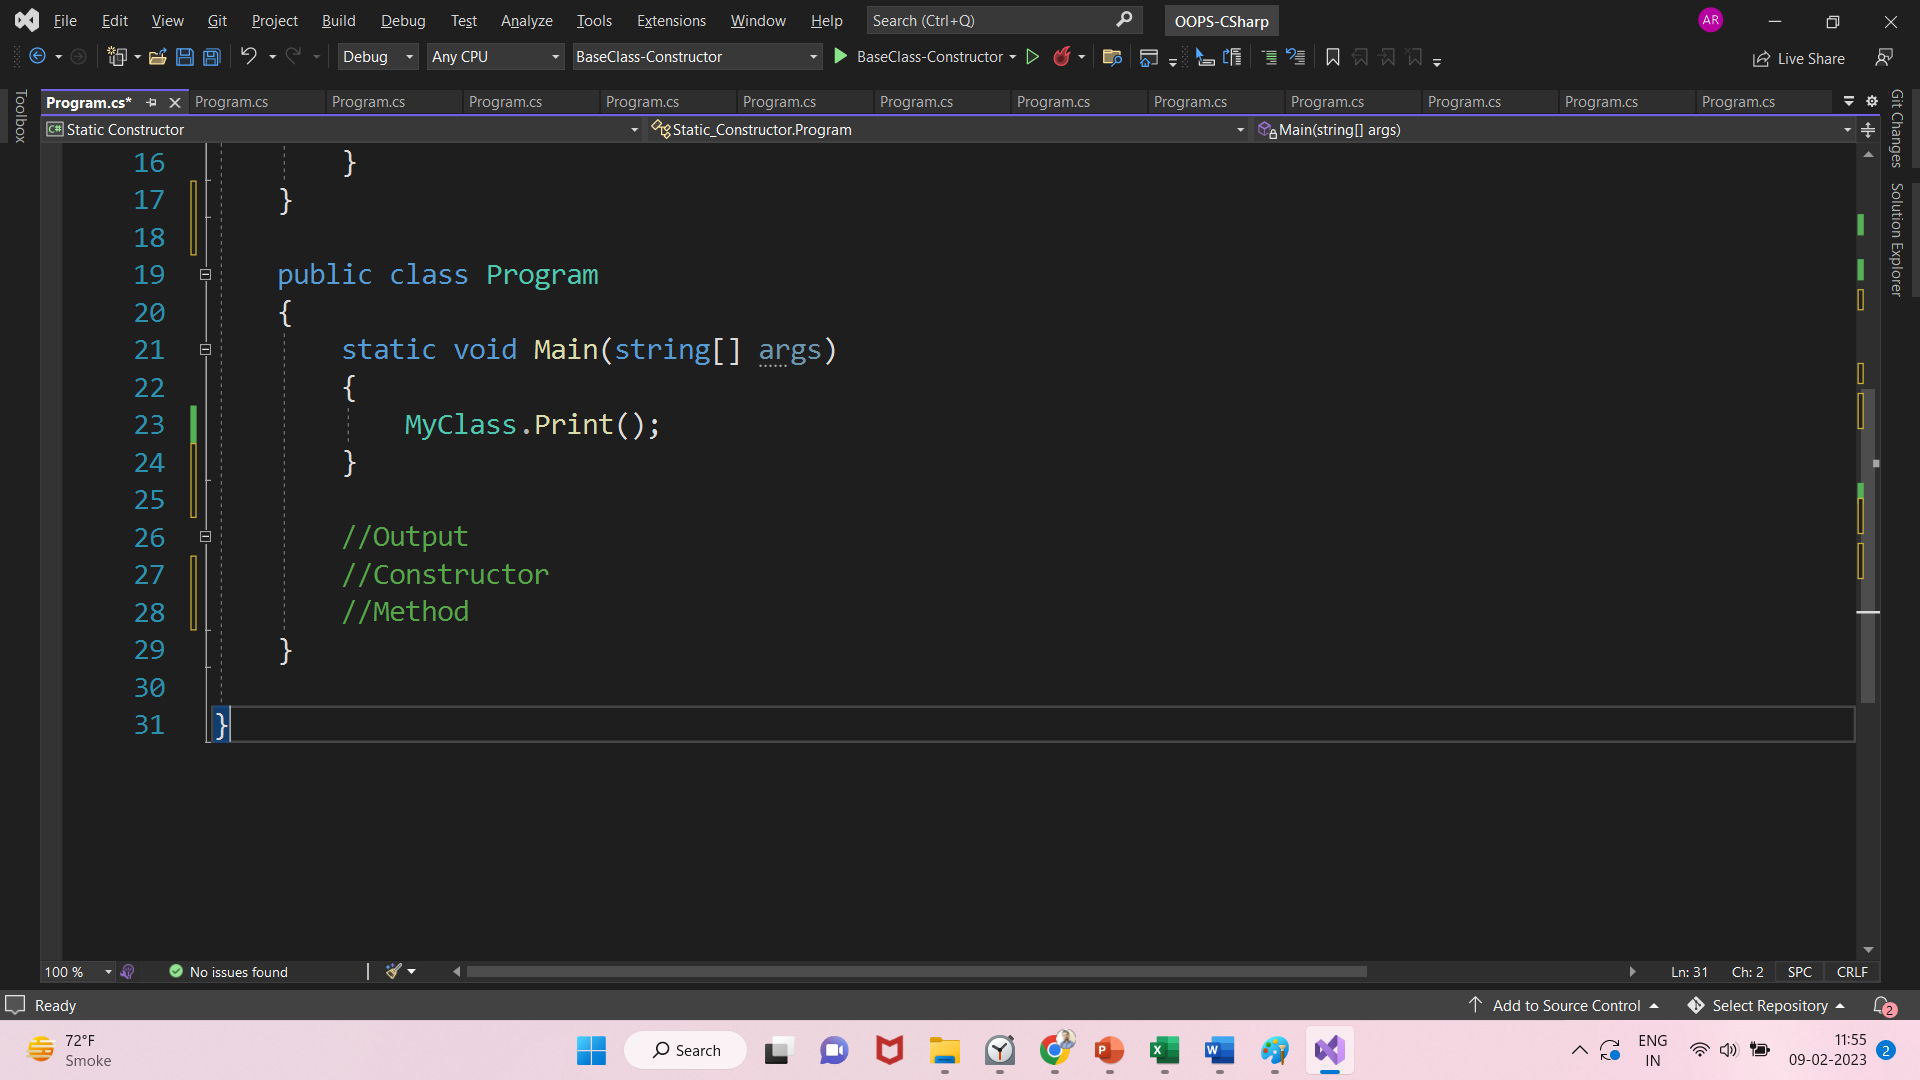 File Edit View Git Project Build Debug Test Analyze Tools Extensions Window Help Search (Ctrl+Q) OOPS-CSharp AR
Debug Any CPU BaseClass-Constructor BaseClass-Constructor Live Share
Program.cs* Program.cs Program.cs Program.cs Program.cs Program.cs Program.cs Program.cs Program.cs Program.cs Program.cs Program.cs Program.cs
Toolbox
Git Changes
Solution Explorer
C# Static Constructor Static_Constructor.Program Main(string[] args)
16 }
17 }
18
19 public class Program
20 {
21 static void Main(string[] args)
22 {
23 MyClass.Print();
24 }
25
26 //Output
27 //Constructor
28 //Method
29 }
30
31 }
100 % No issues found Ln: 31 Ch: 2 SPC CRLF
Ready Add to Source Control Select Repository 2
72°F
Smoke
Search
P X W
ENG
IN
11:55
09-02-2023
2